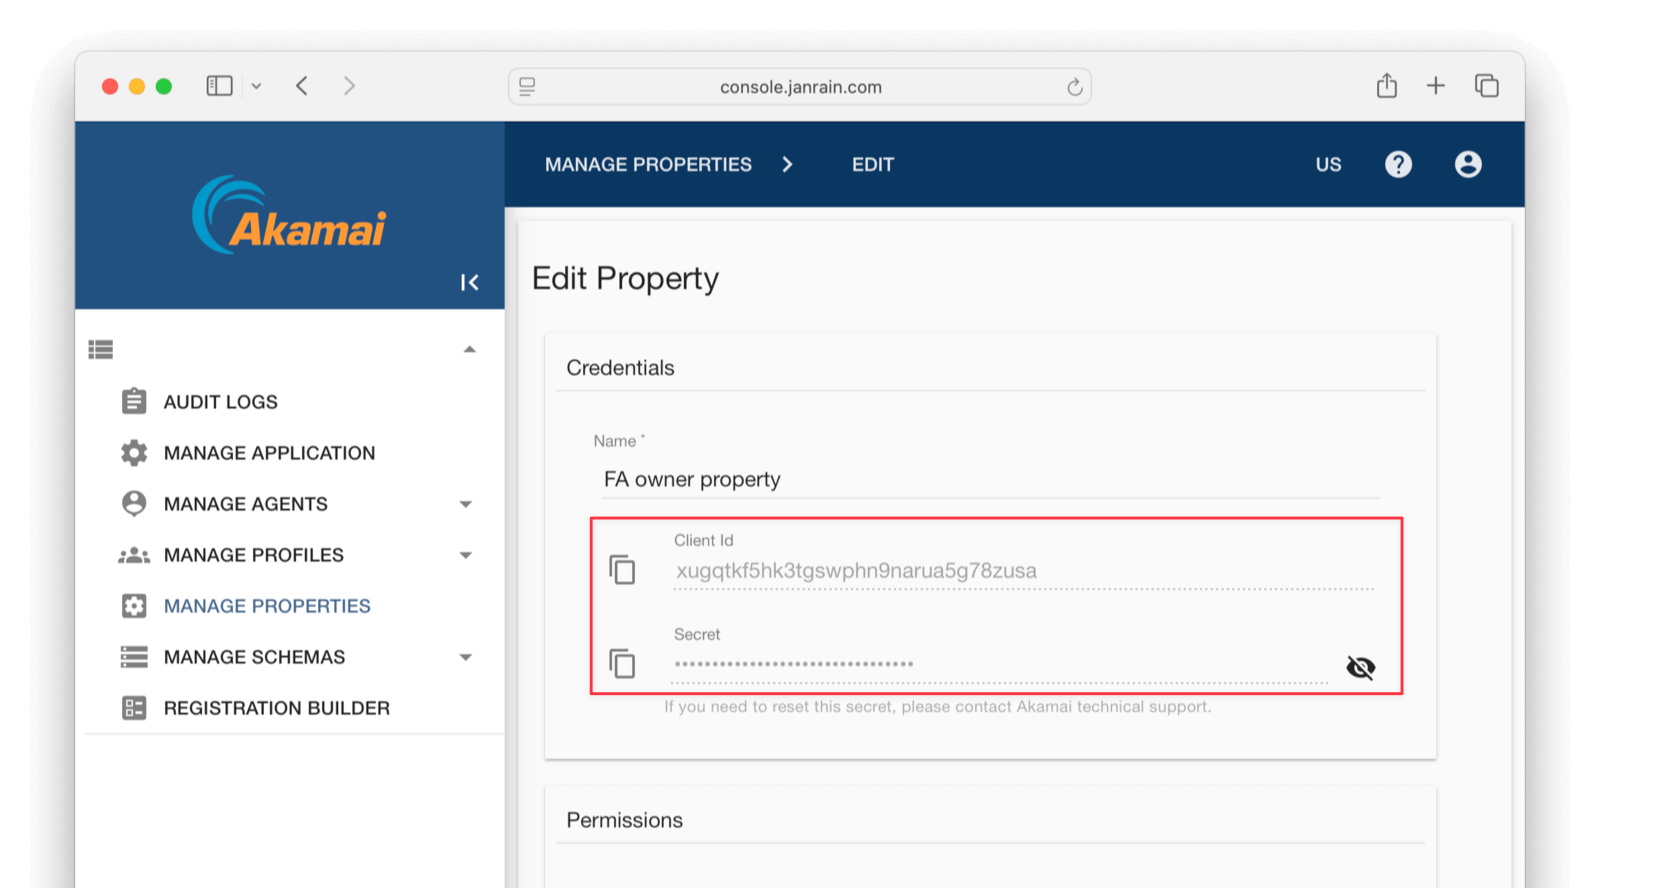 console.janrain.com
Akamai
MANAGE PROPERTIES
EDIT
US
Edit Property
AUDIT LOGS
MANAGE APPLICATION
MANAGE AGENTS
MANAGE PROFILES
MANAGE PROPERTIES
MANAGE SCHEMAS
REGISTRATION BUILDER
Credentials
Name *
FA owner property
Client Id
xugqtkf5hk3tgswphn9narua5g78zusa
Secret
••••••••••••••••••••••••••••••••
If you need to reset this secret, please contact Akamai technical support.
Permissions